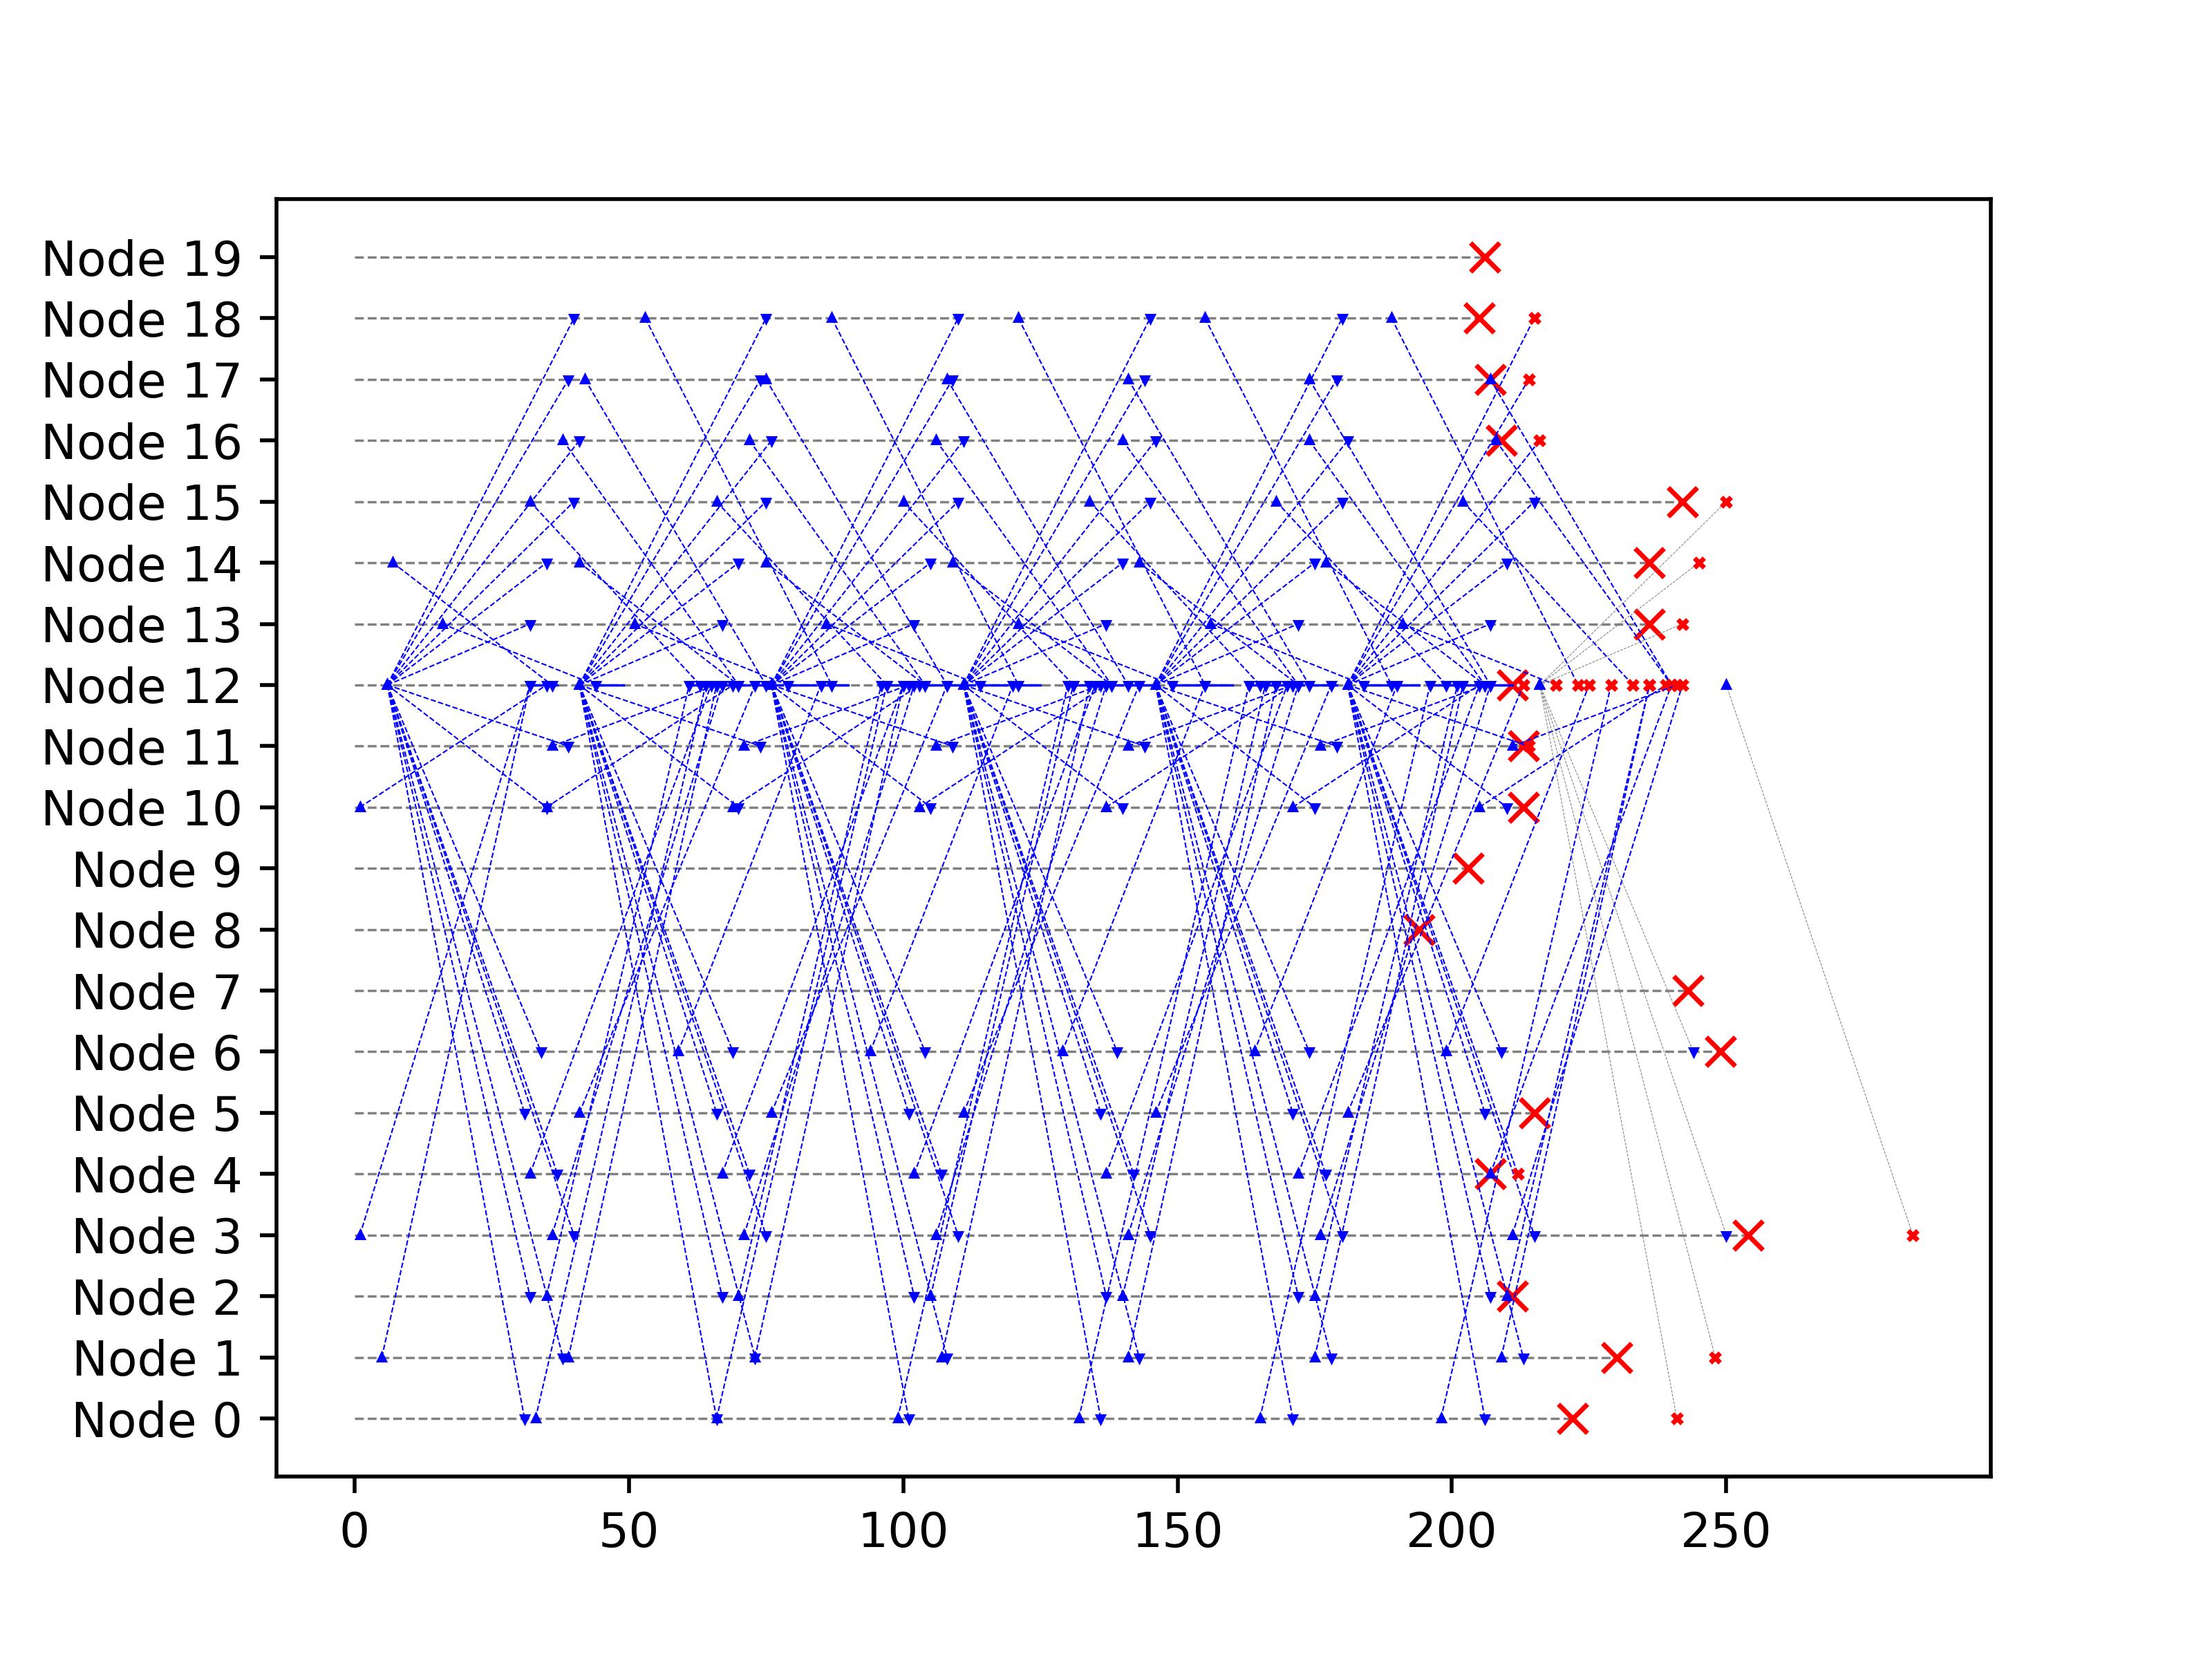 Node 19
Node 18
Node 17
Node 16
Node 15
Node 14
Node 13
Node 12
Node 11
Node 10
Node 9
Node 8
Node 7
Node 6
Node 5
Node 4
Node 3
Node 2
Node 1
Node 0
0 50 100 150 200 250